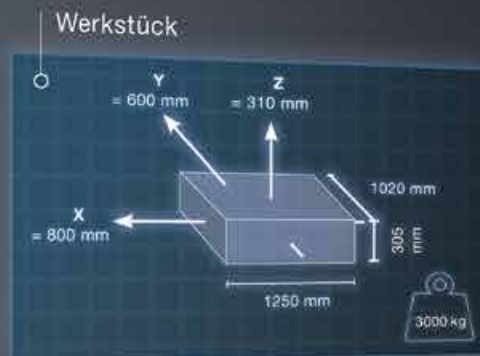 Werkstück
Y
= 600 mm
Z
= 310 mm
X
= 800 mm
1020 mm
305
mm
1250 mm
3000 kg